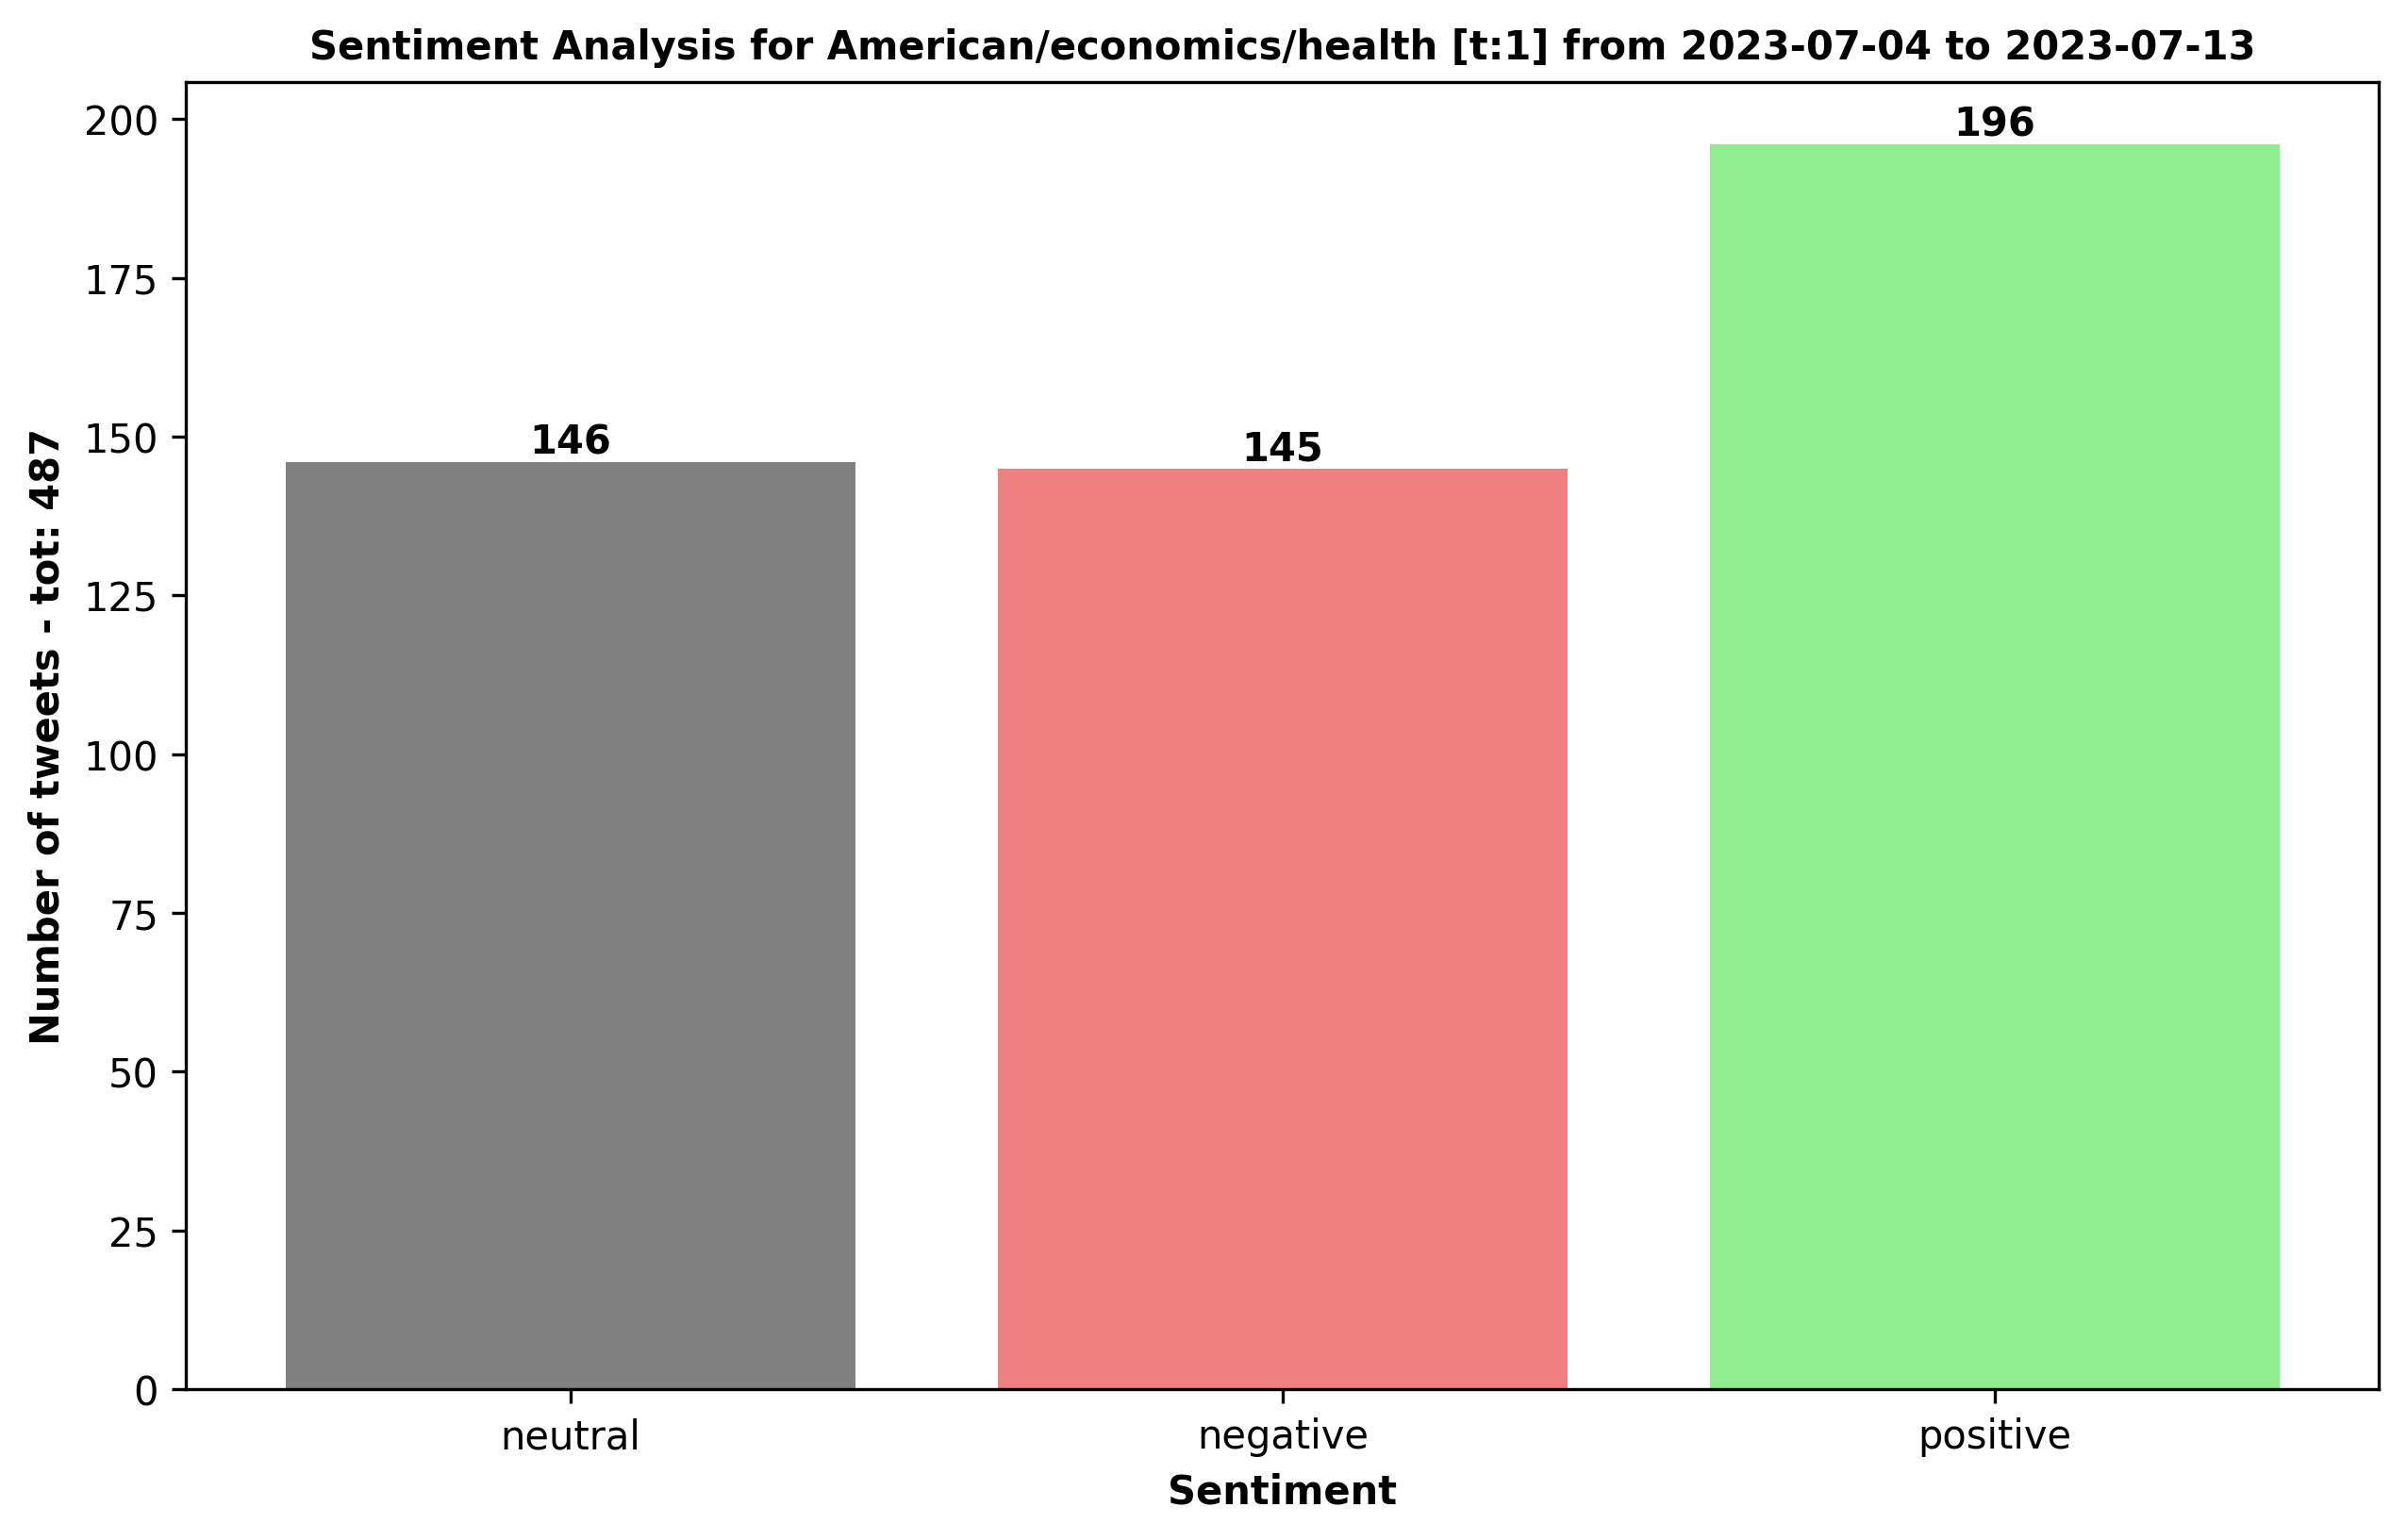 Sentiment Analysis for American/economics/health [t:1] from 2023-07-04 to 2023-07-13
Number of tweets - tot: 487
200
175
150
125
100
75
50
25
0
146
145
196
neutral
negative
positive
Sentiment